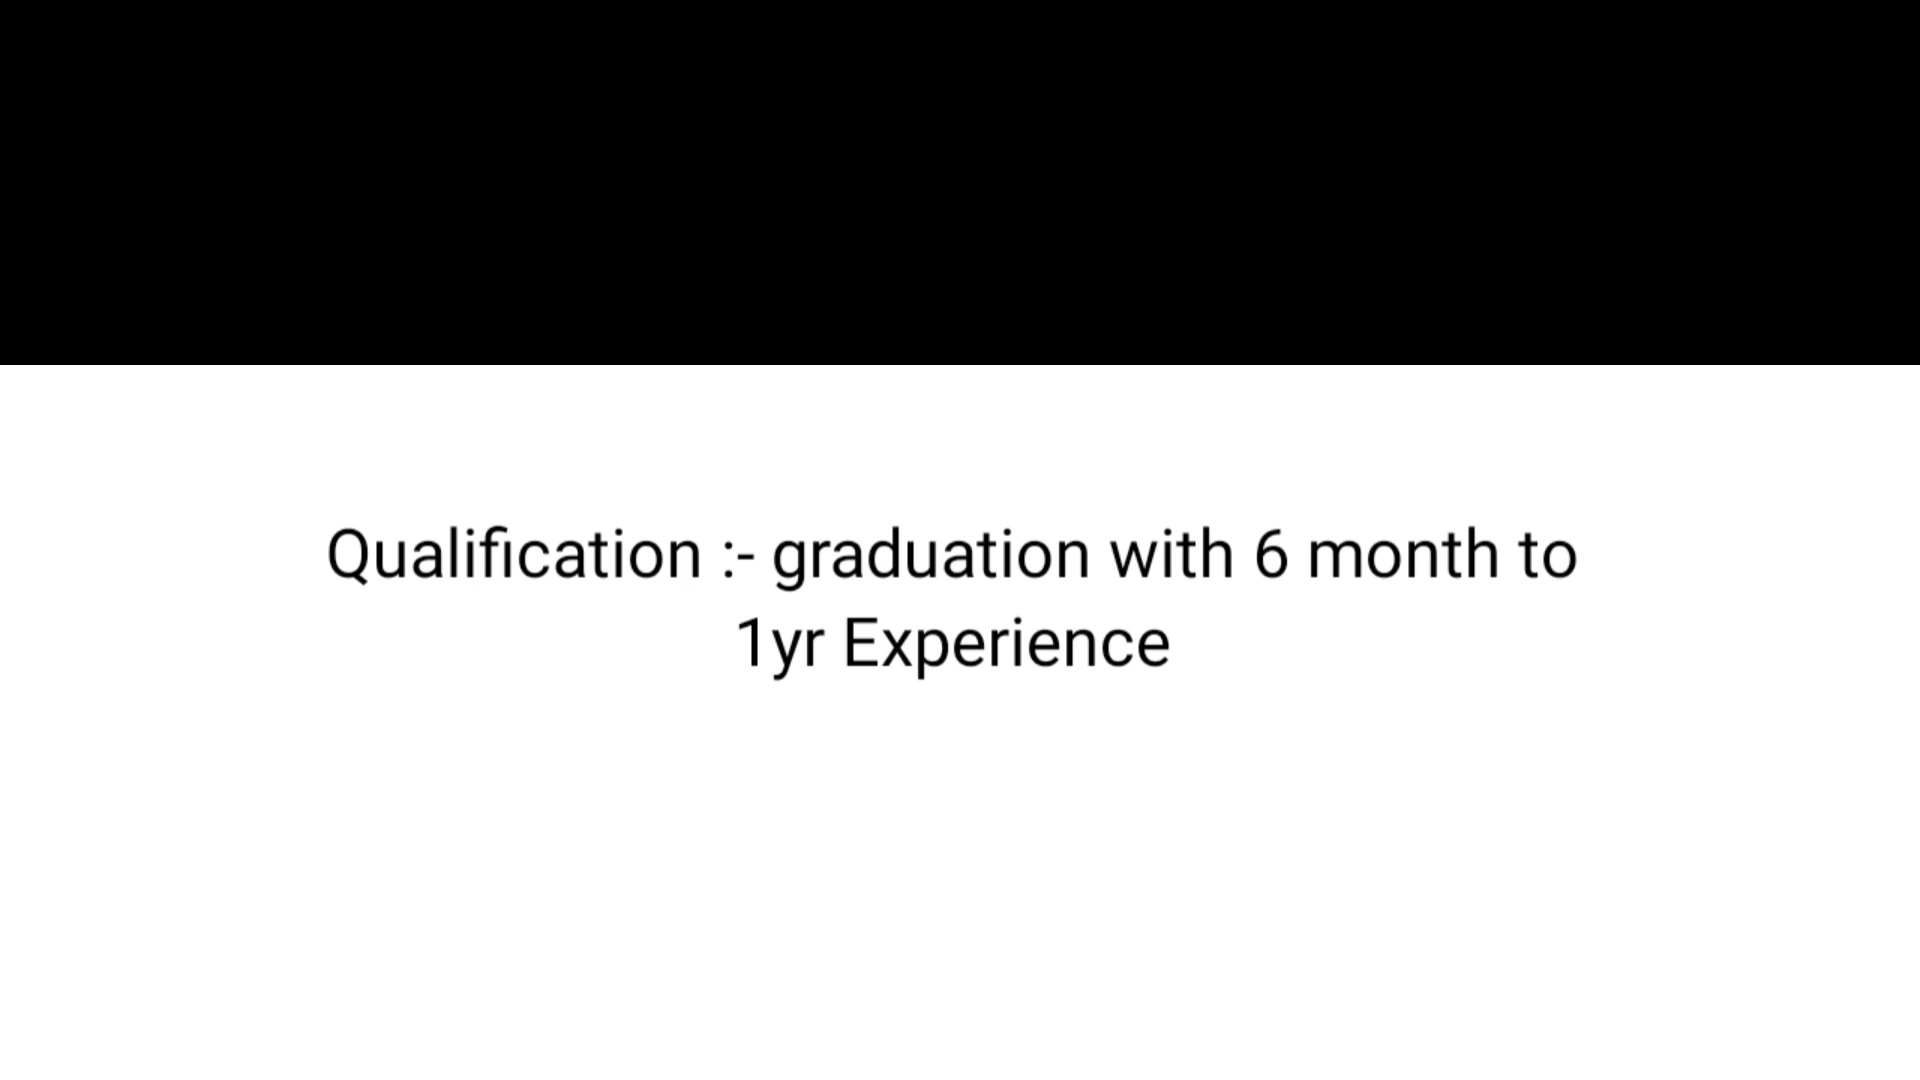 Qualification :- graduation with 6 month to
1yr Experience